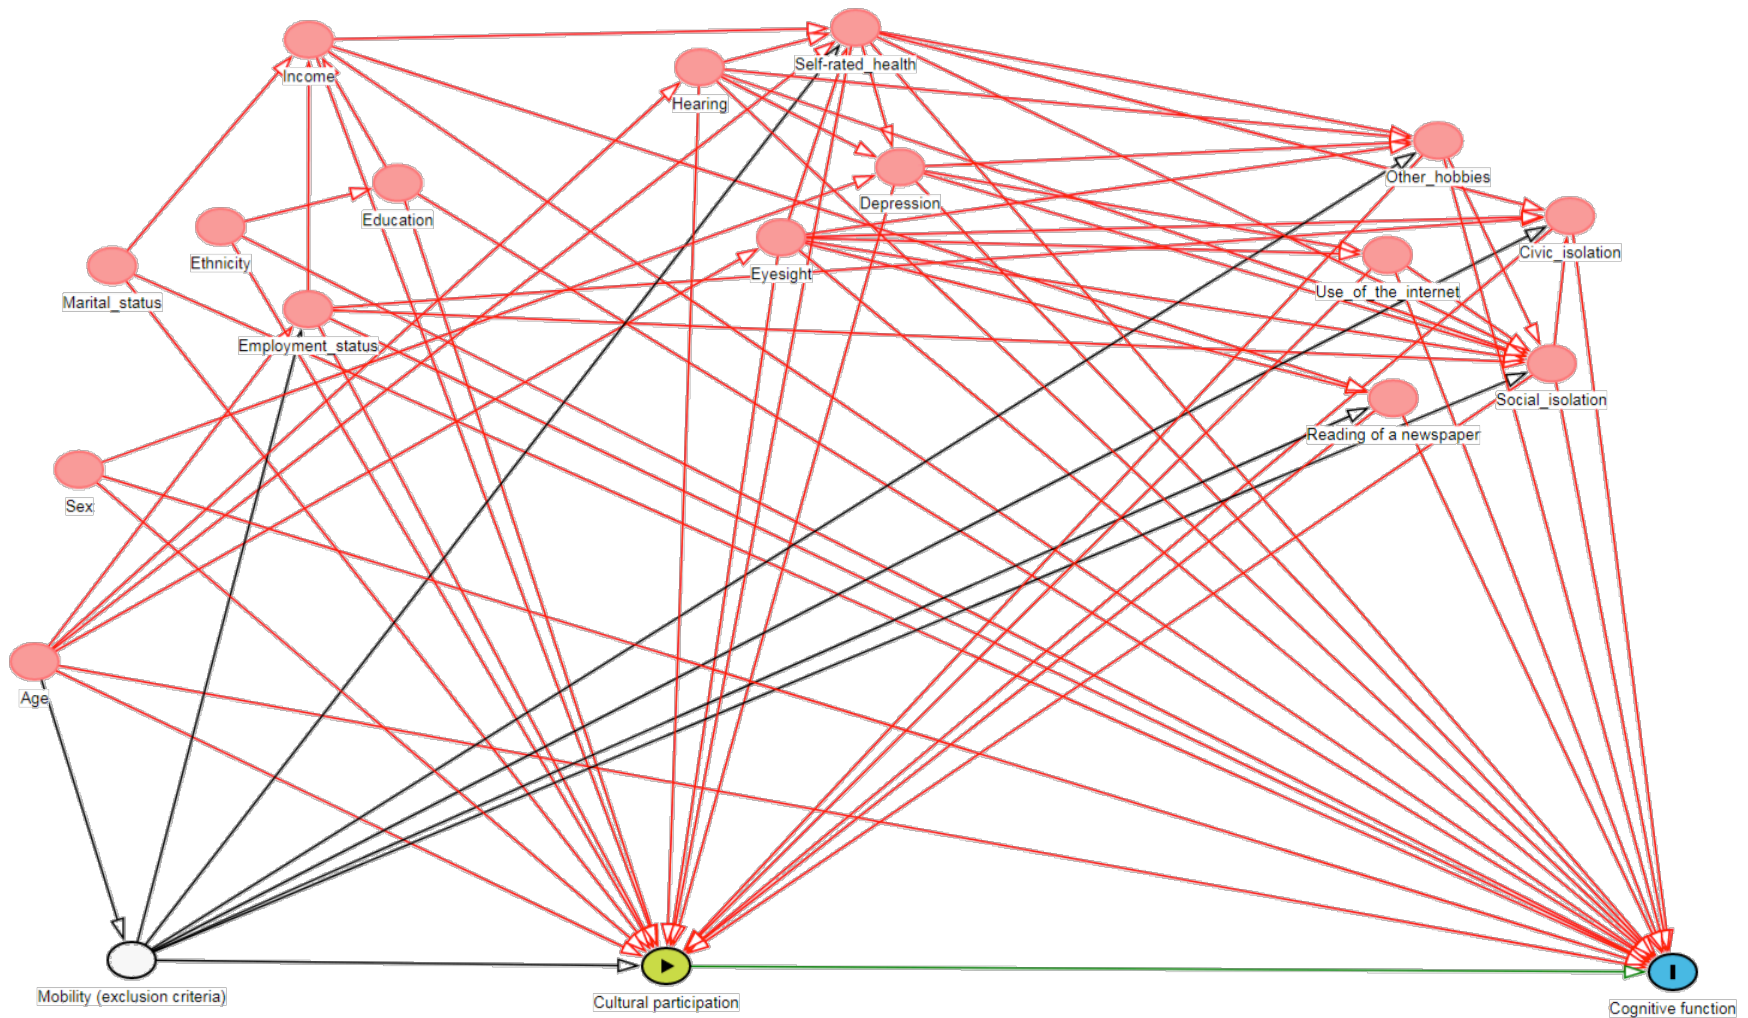 Income
Self-rated_health
Hearing
Other_hobbies
Depression
Education
Ethnicity
Eyesight
Civic_isolation
Use_of_the_internet
Marital_status
Employment_status
Social_isolation
Reading of a newspaper
Sex
Age
Mobility (exclusion criteria)
Cultural participation
Cognitive function